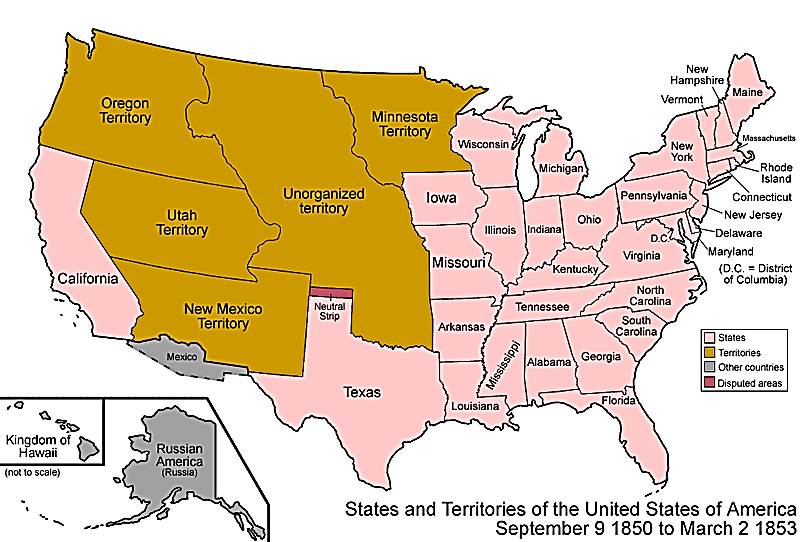 New
Hampshire
Vermont
Maine
Oregon
Territory
Minnesota
Territory
Massachusetts
Wisconsin
New
York
Michigan
Rhode
Island
Unorganized
territory
Iowa
Pennsylvania
Connecticut
Utah
Territory
Illinois
Indiana
Ohio
New Jersey
D.C.
Delaware
Maryland
California
Missouri
Kentucky
Virginia
(D.C. = District
of Columbia)
New Mexico
Territory
Neutral
Strip
Tennessee
North
Carolina
Arkansas
South
Carolina
Mexico
Mississippi
Alabama
Georgia
States
Territories
Other countries
Disputed areas
Texas
Louisiana
Florida
Kingdom of
Hawaii
(not to scale)
Russian
America
(Russia)
States and Territories of the United States of America
September 9 1850 to March 2 1853